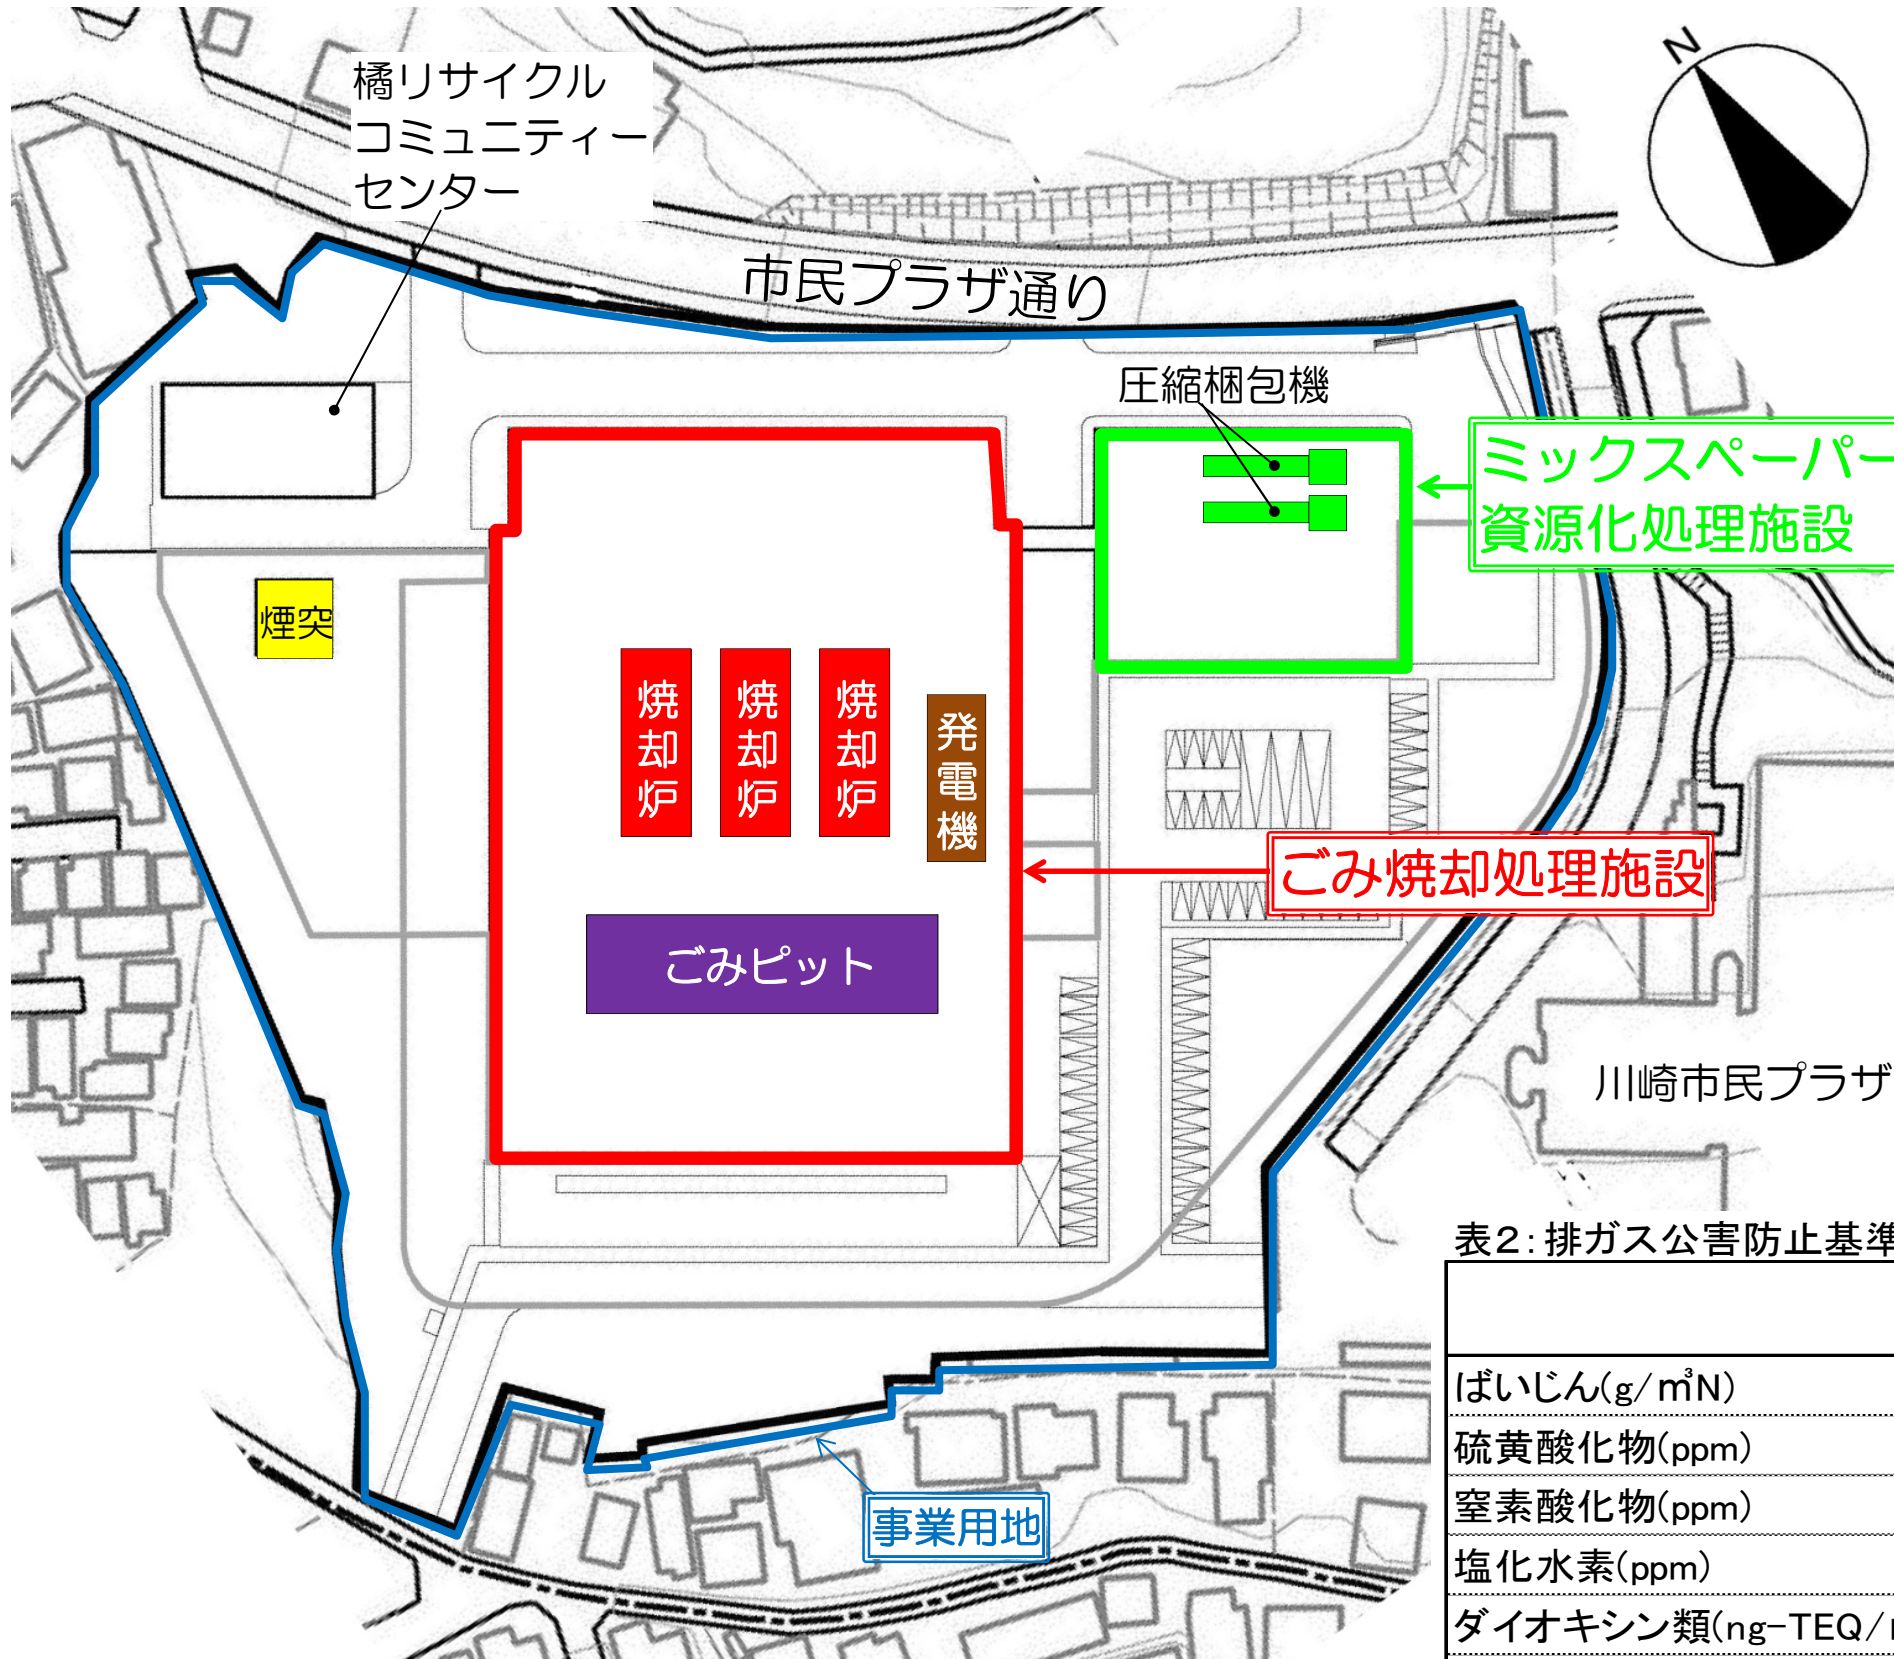 N
橘リサイクル
コミュニティー
センター
市民プラザ通り
圧縮梱包機
ミックスペーパー
資源化処理施設
煙突
焼却炉
焼却炉
焼却炉
発電機
ごみ焼却処理施設
ごみピット
川崎市民プラザ
事業用地
表2：排ガス公害防止基準
ばいじん(g/㎥N)
硫黄酸化物(ppm)
窒素酸化物(ppm)
塩化水素(ppm)
ダイオキシン類(ng-TEQ/